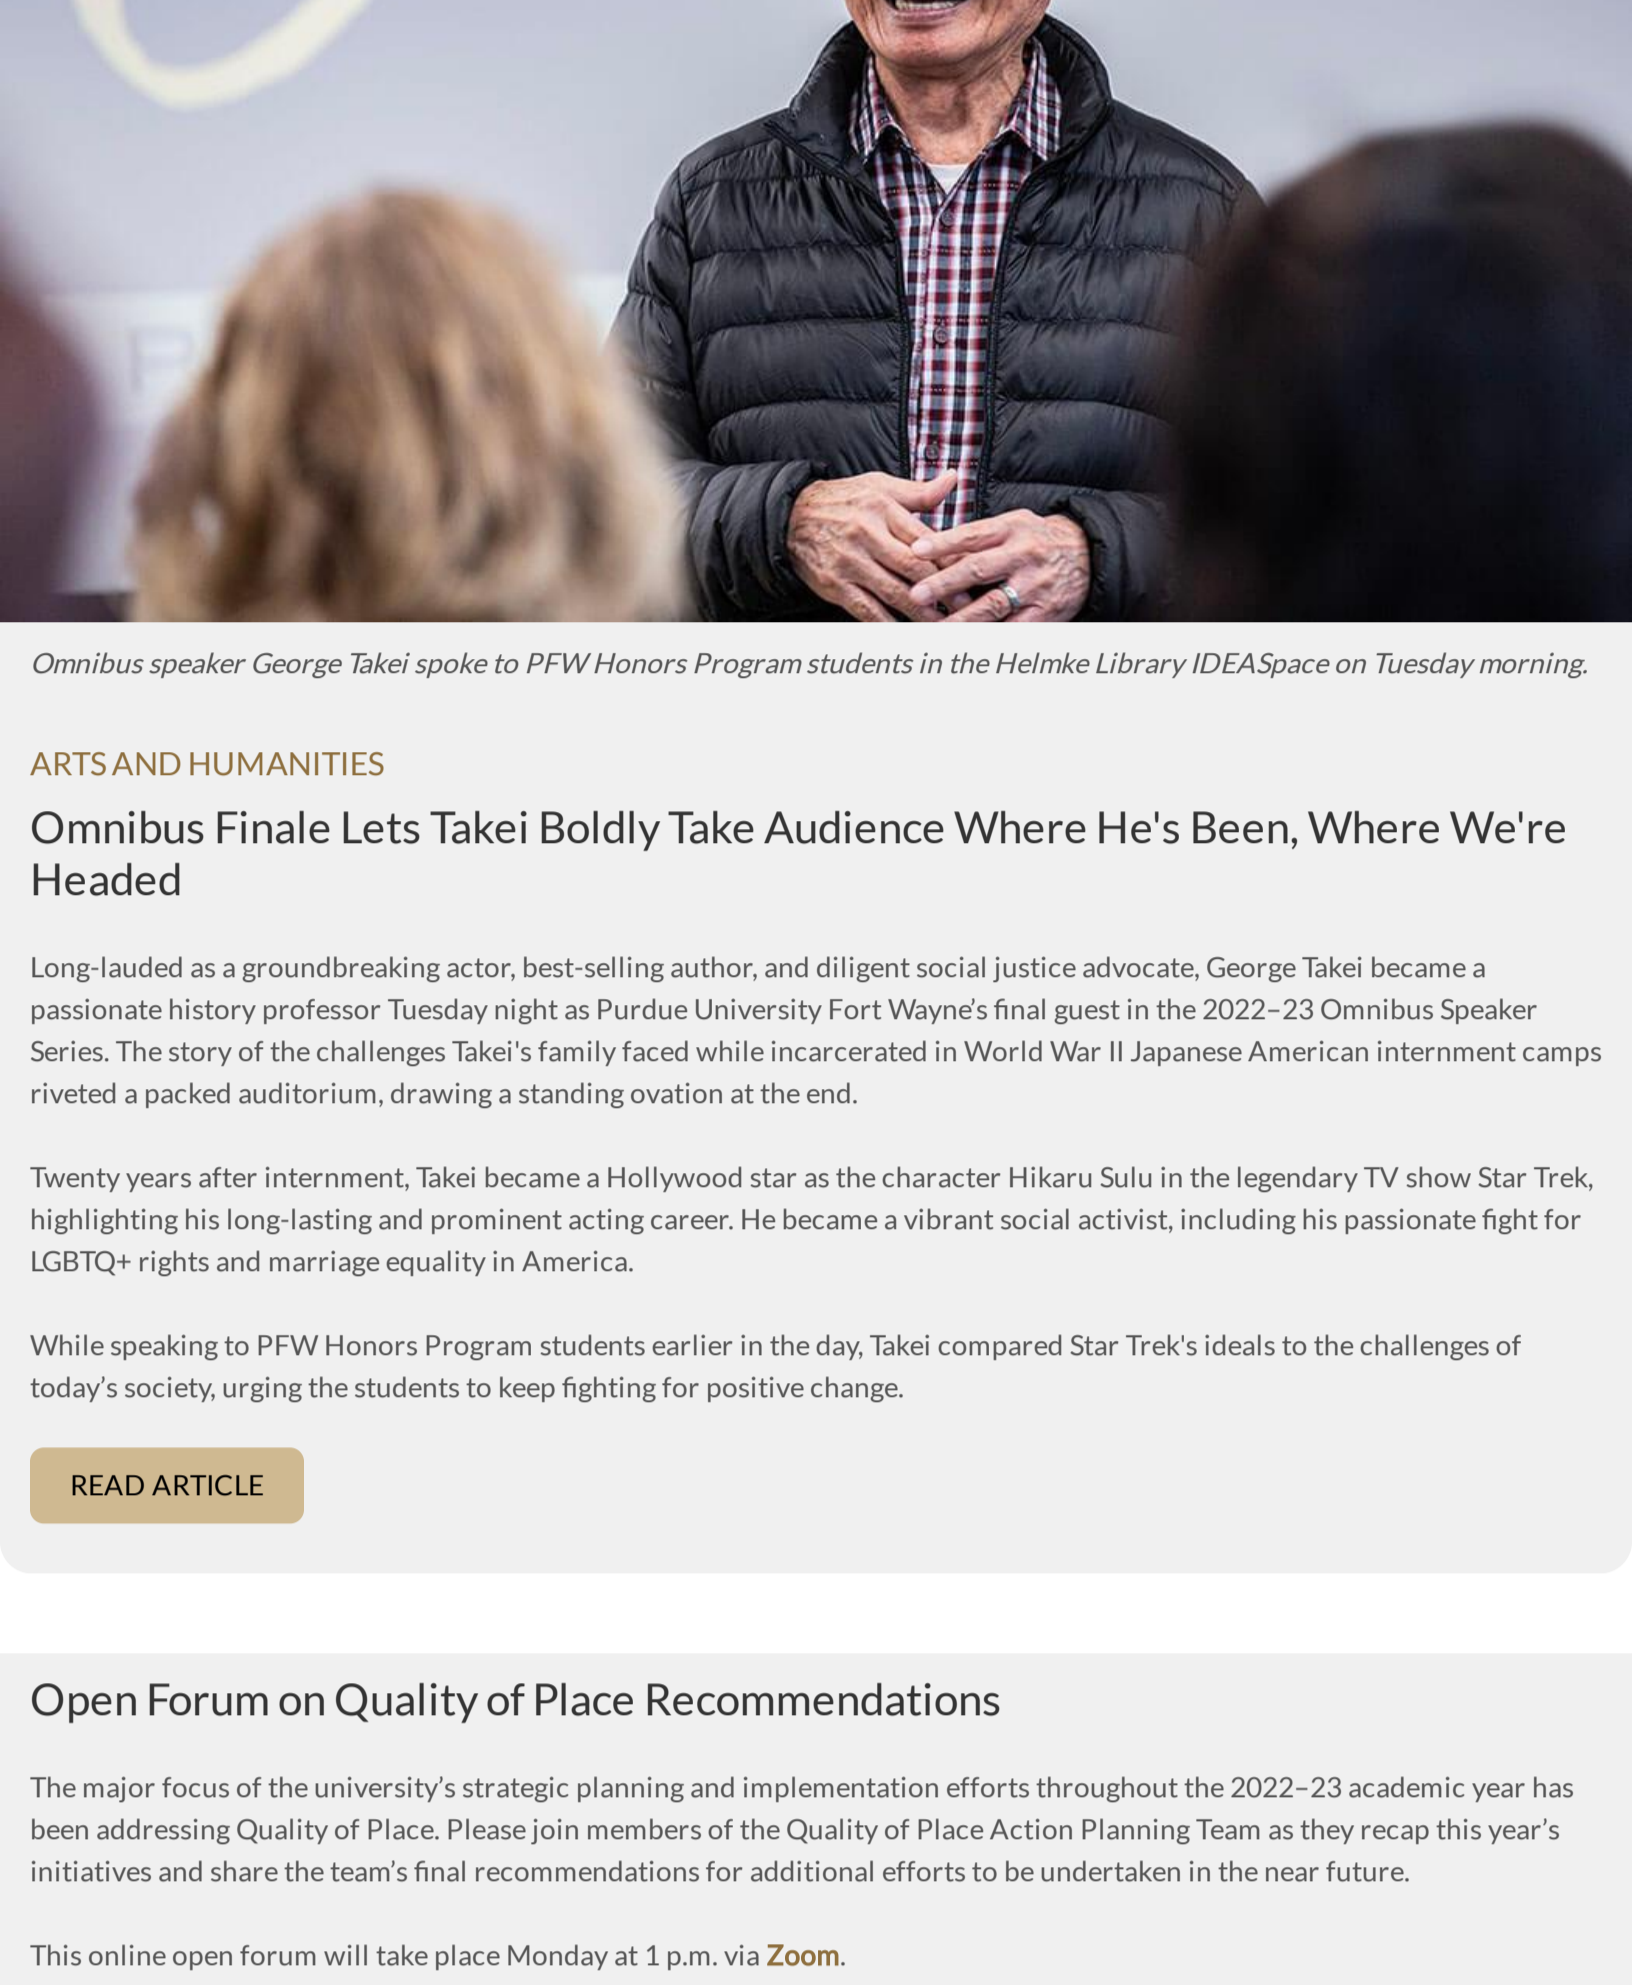 Omnibus speaker George Takei spoke to PFW Honors Program students in the Helmke Library IDEASpace on Tuesday morning.
ARTS AND HUMANITIES
Omnibus Finale Lets Takei Boldly Take Audience Where He's Been, Where We're
Headed
Long-lauded as a groundbreaking actor, best-selling author, and diligent social justice advocate, George Takei became a
passionate history professor Tuesday night as Purdue University Fort Wayne’s final guest in the 2022–23 Omnibus Speaker
Series. The story of the challenges Takei's family faced while incarcerated in World War II Japanese American internment camps
riveted a packed auditorium, drawing a standing ovation at the end.
Twenty years after internment, Takei became a Hollywood star as the character Hikaru Sulu in the legendary TV show Star Trek,
highlighting his long-lasting and prominent acting career. He became a vibrant social activist, including his passionate fight for
LGBTQ+ rights and marriage equality in America.
While speaking to PFW Honors Program students earlier in the day, Takei compared Star Trek's ideals to the challenges of
today’s society, urging the students to keep fighting for positive change.
READ ARTICLE
Open Forum on Quality of Place Recommendations
The major focus of the university’s strategic planning and implementation efforts throughout the 2022–23 academic year has
been addressing Quality of Place. Please join members of the Quality of Place Action Planning Team as they recap this year’s
initiatives and share the team’s final recommendations for additional efforts to be undertaken in the near future.
This online open forum will take place Monday at 1 p.m. via Zoom.